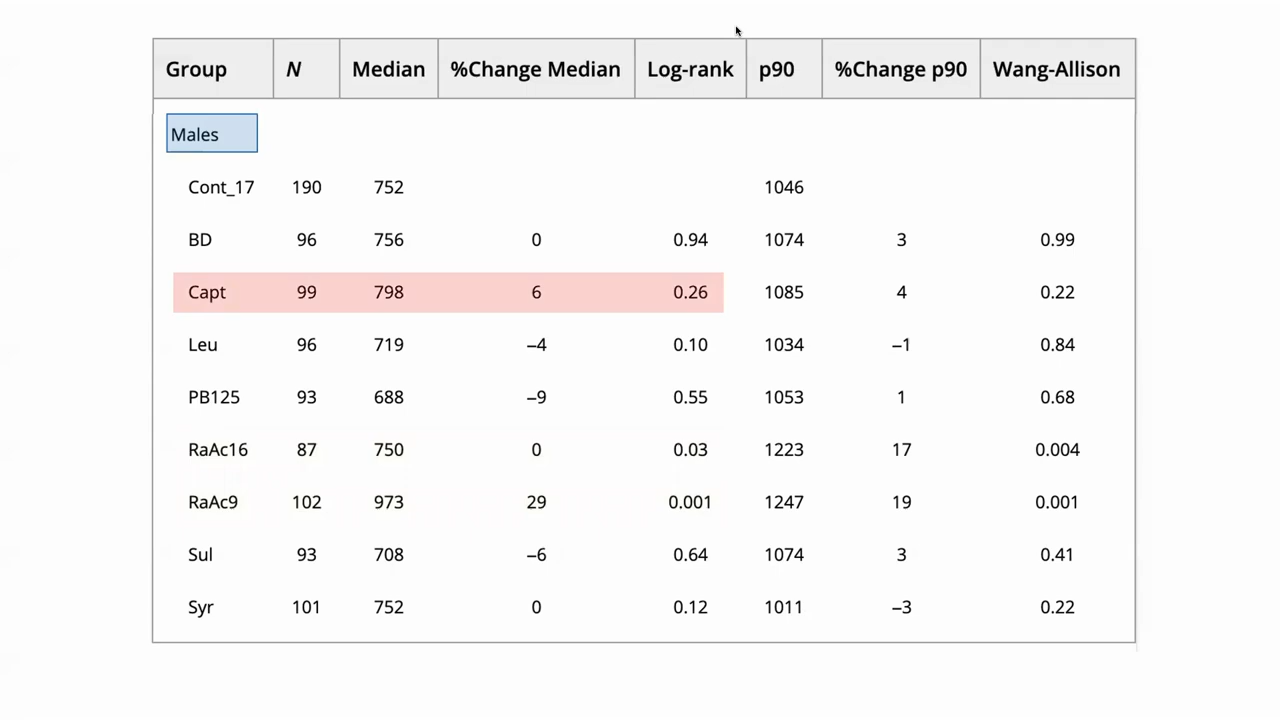 Group N Median %Change Median Log-rank p90 %Change p90 Wang-Allison
Males
Cont_17 190 752 1046
BD 96 756 0 0.94 1074 3 0.99
Capt 99 798 6 0.26 1085 4 0.22
Leu 96 719 −4 0.10 1034 −1 0.84
PB125 93 688 −9 0.55 1053 1 0.68
RaAc16 87 750 0 0.03 1223 17 0.004
RaAc9 102 973 29 0.001 1247 19 0.001
Sul 93 708 −6 0.64 1074 3 0.41
Syr 101 752 0 0.12 1011 −3 0.22